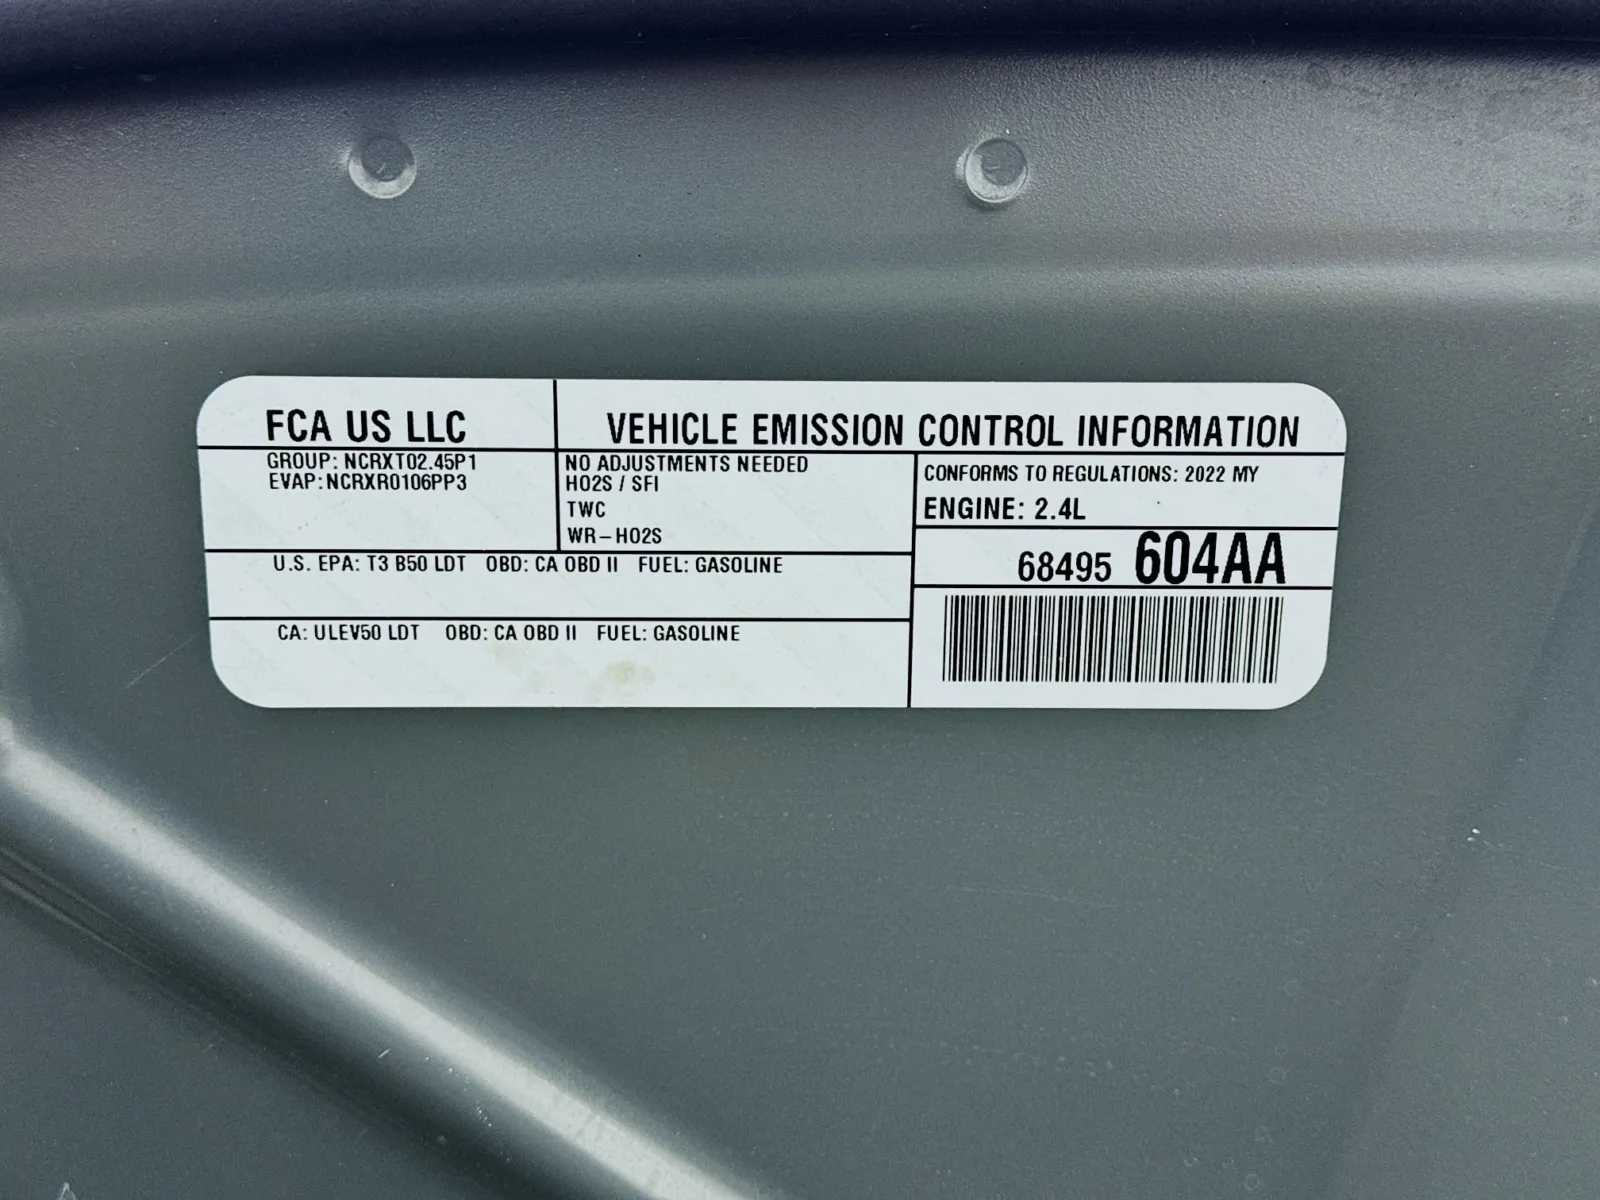 FCA US LLC
VEHICLE EMISSION CONTROL INFORMATION
GROUP: NCRXT02.45P1
EVAP: NCRXR0106PP3
NO ADJUSTMENTS NEEDED
HO2S / SFI
TWC
WR-HO2S
CONFORMS TO REGULATIONS: 2022 MY
ENGINE: 2.4L
68495 604AA
U.S. EPA: T3 B50 LDT OBD: CA OBD II FUEL: GASOLINE
CA: ULEV50 LDT OBD: CA OBD II FUEL: GASOLINE